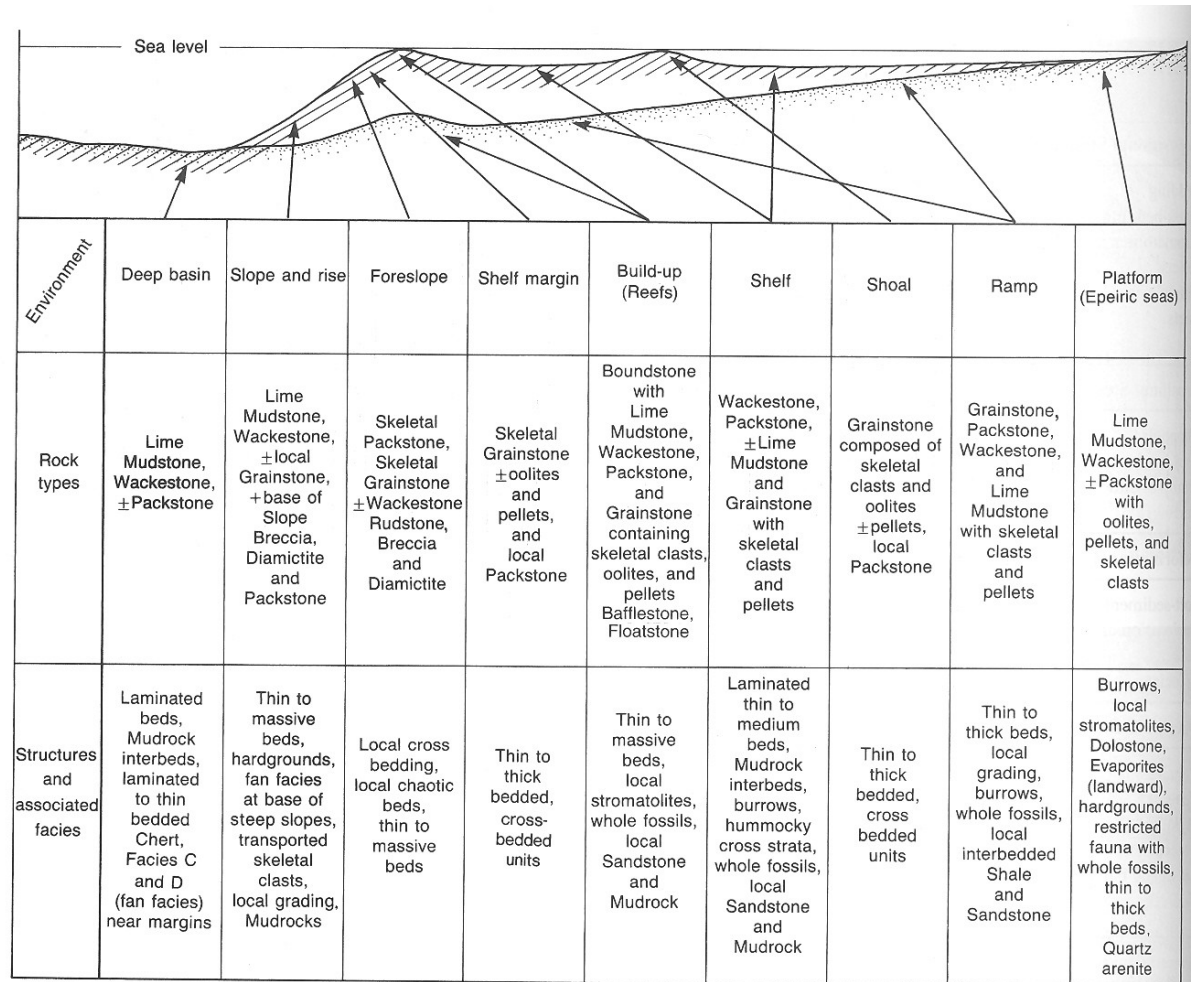 Sea level
Environment
Deep basin
Slope and rise
Foreslope
Shelf margin
Build-up
(Reefs)
Shelf
Shoal
Ramp
Platform
(Epeiric seas)
Rock
types
Lime
Mudstone,
Wackestone,
±Packstone
Lime
Mudstone,
Wackestone,
±local
Grainstone,
+base of
Slope
Breccia,
Diamictite
and
Packstone
Skeletal
Packstone,
Skeletal
Grainstone
±Wackestone
Rudstone,
Breccia
and
Diamictite
Skeletal
Grainstone
±oolites
and
pellets,
and
local
Packstone
Boundstone
with
Lime
Mudstone,
Wackestone,
Packstone,
and
Grainstone
containing
skeletal clasts,
oolites, and
pellets
Bafflestone,
Floatstone
Wackestone,
Packstone,
±Lime
Mudstone
and
Grainstone
with
skeletal
clasts
and
pellets
Grainstone
composed of
skeletal
clasts and
oolites
±pellets,
local
Packstone
Grainstone,
Packstone,
Wackestone,
and
Lime
Mudstone
with skeletal
clasts
and
pellets
Lime
Mudstone,
Wackestone,
±Packstone
with
oolites,
pellets, and
skeletal
clasts
Structures
and
associated
facies
Laminated
beds,
Mudrock
interbeds,
laminated
to thin
bedded
Chert,
Facies C
and D
(fan facies)
near margins
Thin to
massive
beds,
hardgrounds,
fan facies
at base of
steep slopes,
transported
skeletal
clasts,
local grading,
Mudrocks
Local cross
bedding,
local chaotic
beds,
thin to
massive
beds
Thin to
thick
bedded,
cross-
bedded
units
Thin to
massive
beds,
local
stromatolites,
whole fossils,
local
Sandstone
and
Mudrock
Laminated
thin to
medium
beds,
Mudrock
interbeds,
burrows,
hummocky
cross strata,
whole fossils,
local
Sandstone
and
Mudrock
Thin to
thick
bedded,
cross
bedded
units
Thin to
thick beds,
local
grading,
burrows,
whole fossils,
local
interbedded
Shale
and
Sandstone
Burrows,
local
stromatolites,
Dolostone,
Evaporites
(landward),
hardgrounds,
restricted
fauna with
whole fossils,
thin to
thick
beds,
Quartz
arenite